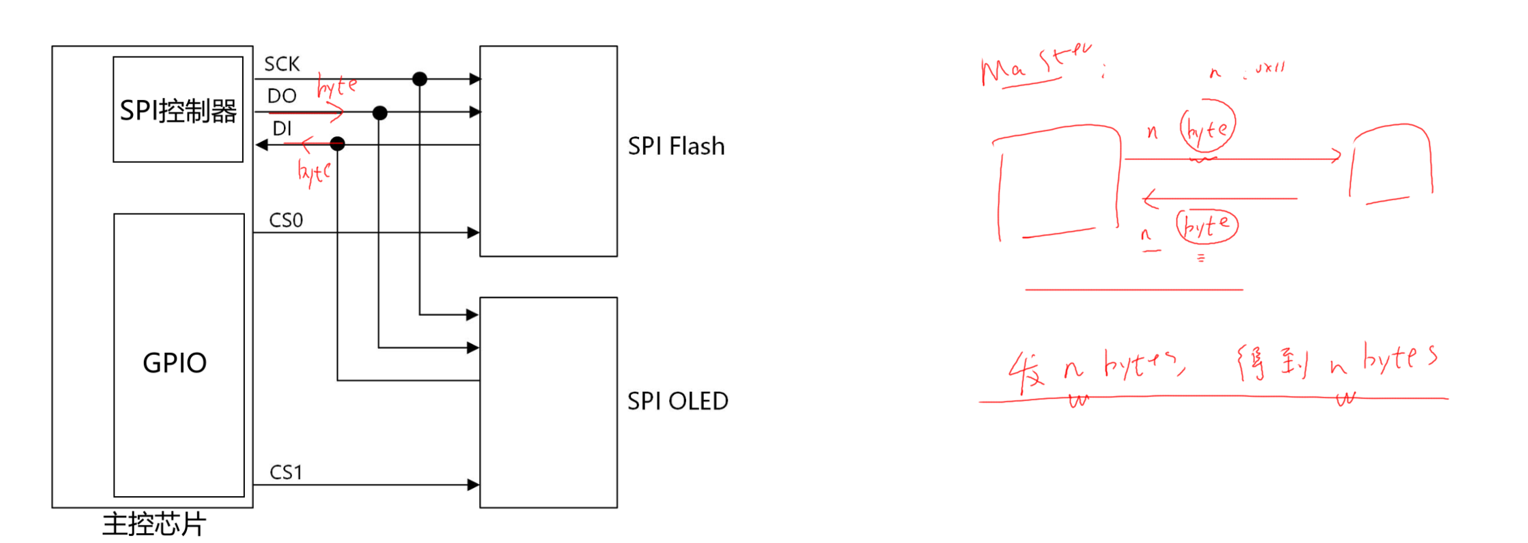 SCK
byte
DO
SPI控制器
DI
byte
SPI Flash
CS0
GPIO
SPI OLED
CS1
主控芯片
Master:
n
n byte
n byte
发 n bytes, 得到 n bytes